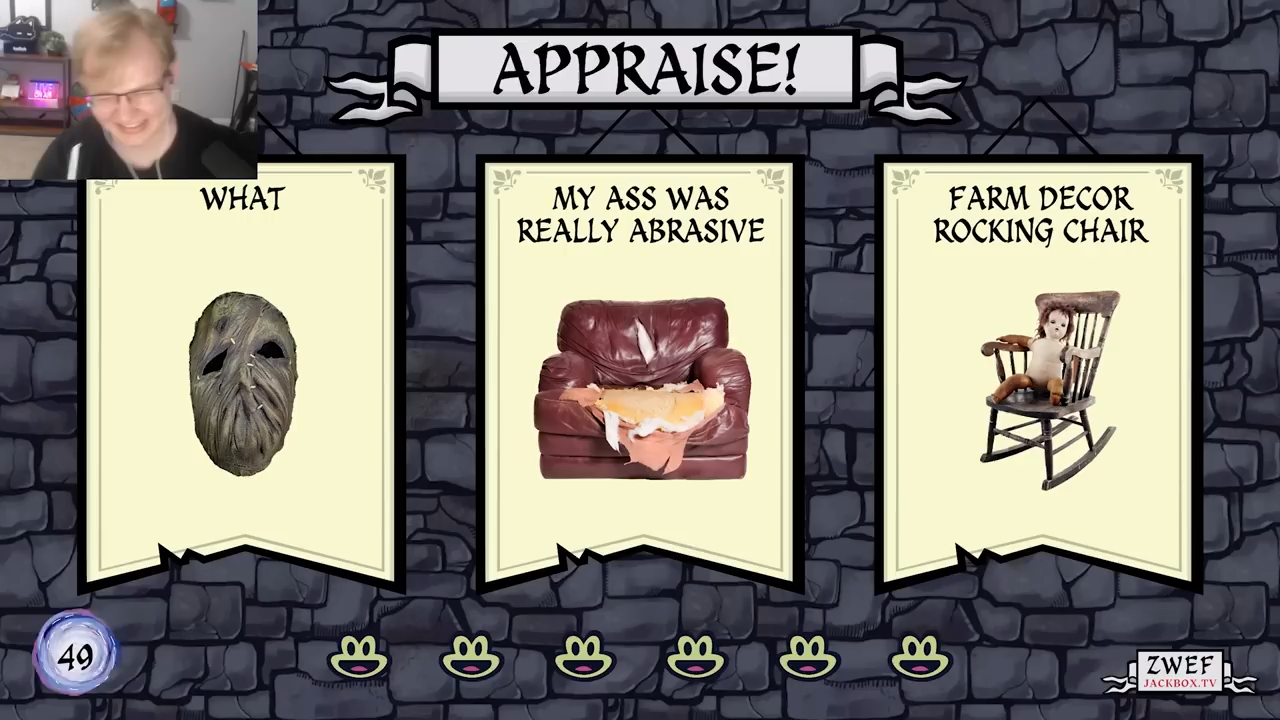 APPRAISE!
WHAT
MY ASS WAS
REALLY ABRASIVE
FARM DECOR
ROCKING CHAIR
49
ZWEF
JACKBOX.TV